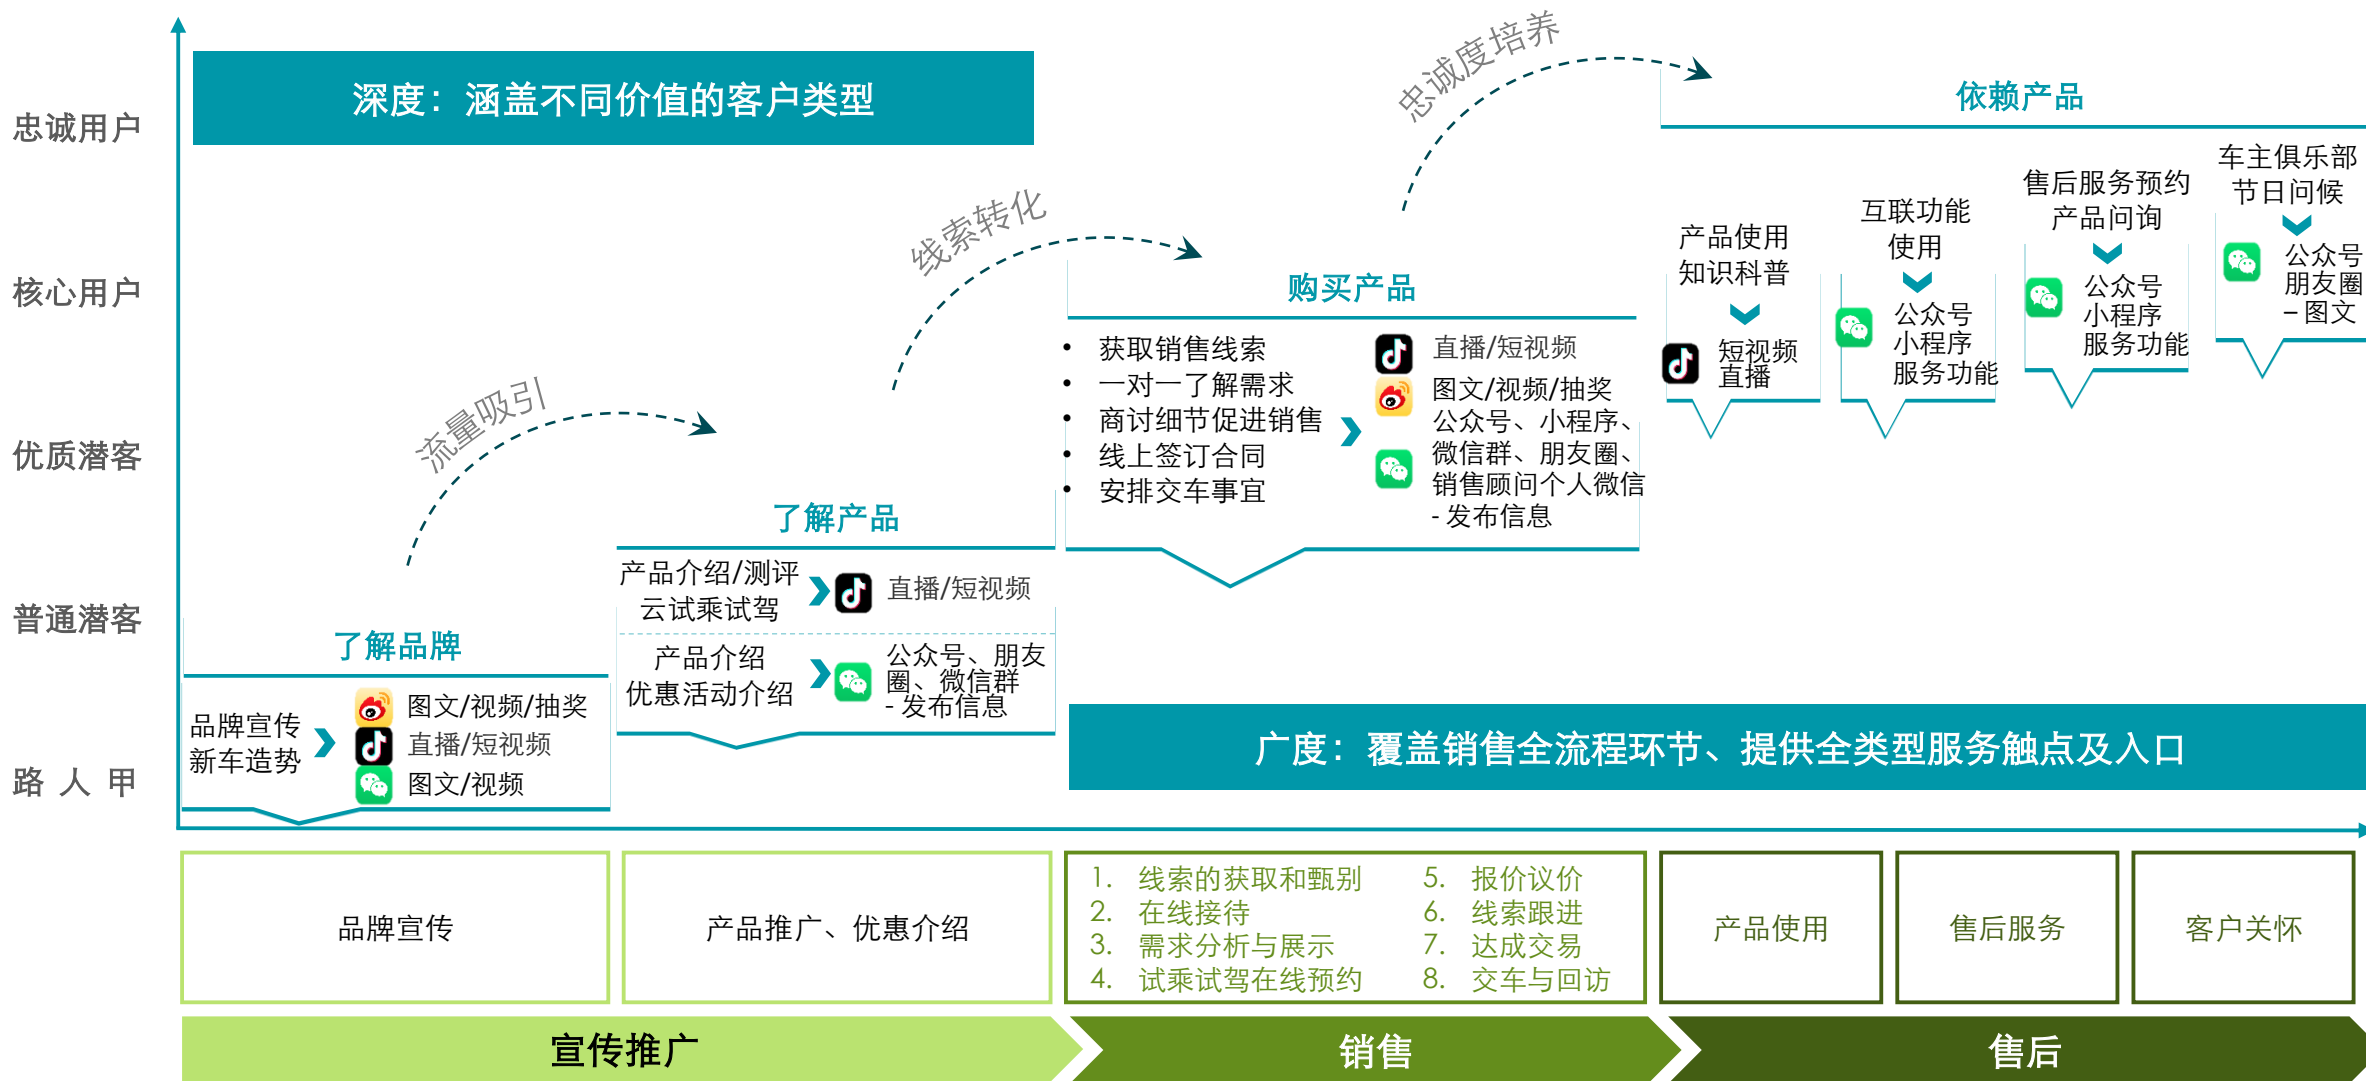 深度：涵盖不同价值的客户类型
忠诚用户
核心用户
优质潜客
普通潜客
路 人 甲
流量吸引
线索转化
忠诚度培养
了解品牌
品牌宣传
新车造势
图文/视频/抽奖
直播/短视频
图文/视频
了解产品
产品介绍/测评
云试乘试驾
直播/短视频
产品介绍
优惠活动介绍
公众号、朋友
圈、微信群
- 发布信息
购买产品
• 获取销售线索
• 一对一了解需求
• 商讨细节促进销售
• 线上签订合同
• 安排交车事宜
直播/短视频
图文/视频/抽奖
公众号、小程序、
微信群、朋友圈、
销售顾问个人微信
- 发布信息
依赖产品
产品使用
知识科普
短视频
直播
互联功能
使用
公众号
小程序
服务功能
售后服务预约
产品问询
公众号
小程序
服务功能
车主俱乐部
节日问候
公众号
朋友圈
– 图文
广度：覆盖销售全流程环节、提供全类型服务触点及入口
品牌宣传
产品推广、优惠介绍
1. 线索的获取和甄别
2. 在线接待
3. 需求分析与展示
4. 试乘试驾在线预约
5. 报价议价
6. 线索跟进
7. 达成交易
8. 交车与回访
产品使用
售后服务
客户关怀
宣传推广
销售
售后